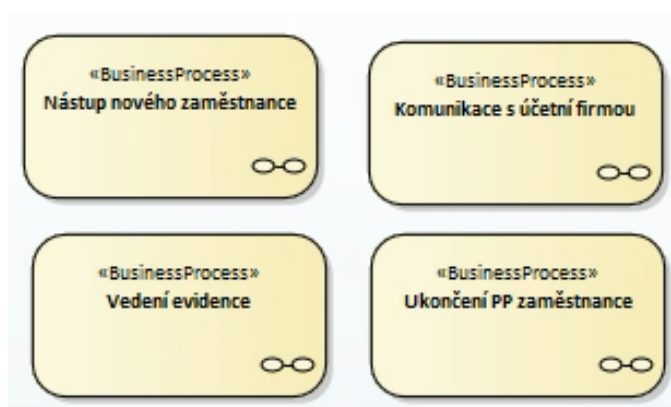 «BusinessProcess»
Nástup nového zaměstnance
«BusinessProcess»
Komunikace s účetní firmou
«BusinessProcess»
Vedení evidence
«BusinessProcess»
Ukončení PP zaměstnance